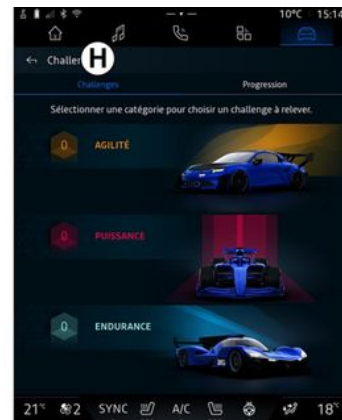 10°C 15:14
Challen
H
Challenges Progression
Sélectionner une catégorie pour choisir un challenge à relever.
0 AGILITÉ
0 PUISSANCE
0 ENDURANCE
21°C 2 SYNC A/C 18°C